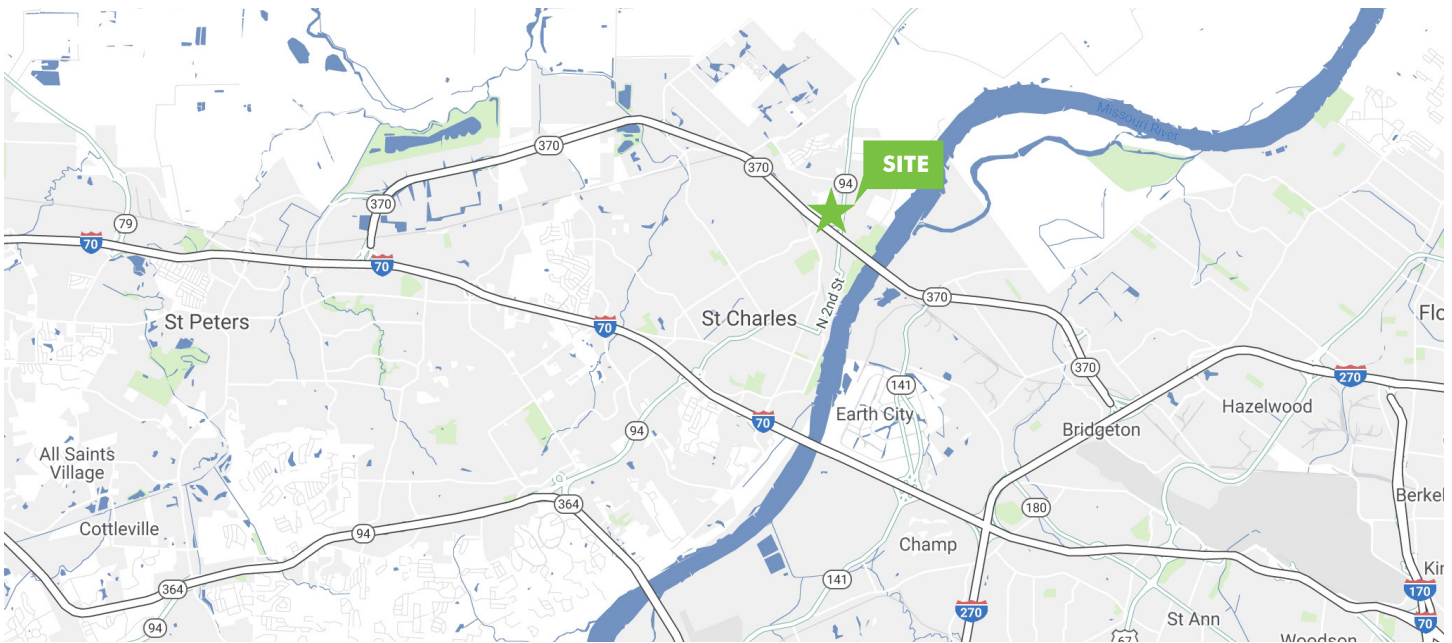 Missouri River
370
370
SITE
94
370
79
70
70
370
St Peters
70
St Charles
N 2nd St
Flo
370
141
270
Earth City
Hazelwood
70
Bridgeton
94
All Saints
Village
Berkel
364
180
Cottleville
94
Champ
Kin
364
141
170
270
St Ann
70
94
67
Woodson